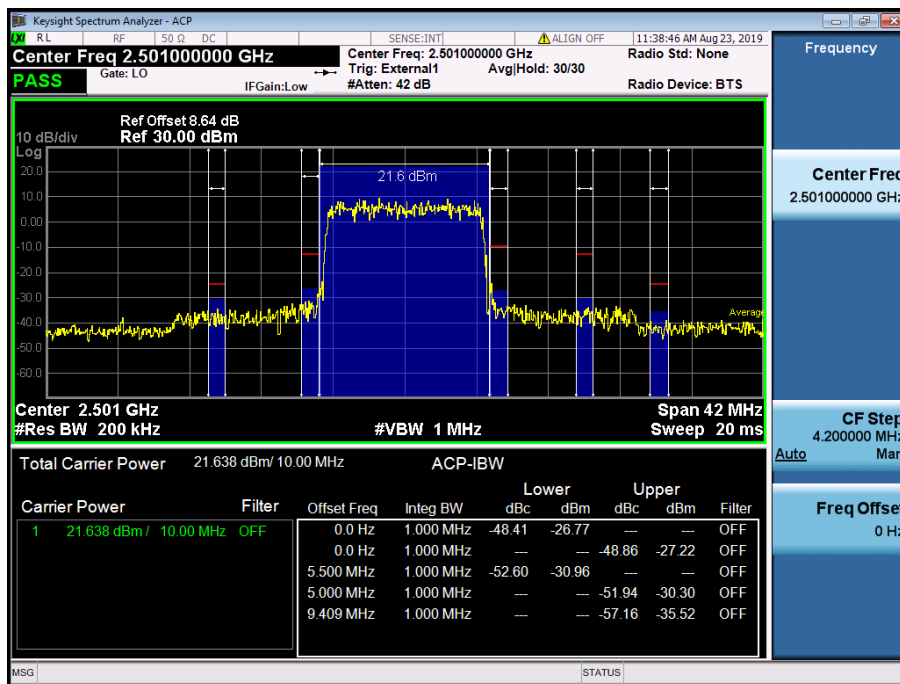 Keysight Spectrum Analyzer - ACP
LXI RL RF 50 Ω DC SENSE:INT ALIGN OFF 11:38:46 AM Aug 23, 2019
Center Freq 2.501000000 GHz
Center Freq: 2.501000000 GHz Radio Std: None
PASS Gate: LO Trig: External1 Avg|Hold: 30/30
IFGain:Low #Atten: 42 dB Radio Device: BTS
Ref Offset 8.64 dB
10 dB/div Ref 30.00 dBm
Log
20.0
21.6 dBm
10.0
0.00
-10.0
-20.0
-30.0
Average
-40.0
-50.0
-60.0
Center 2.501 GHz Span 42 MHz
#Res BW 200 kHz #VBW 1 MHz Sweep 20 ms
Total Carrier Power 21.638 dBm/ 10.00 MHz ACP-IBW
Lower Upper
Carrier Power Filter Offset Freq Integ BW dBc dBm dBc dBm Filter
1 21.638 dBm / 10.00 MHz OFF 0.0 Hz 1.000 MHz -48.41 -26.77 --- --- OFF
0.0 Hz 1.000 MHz --- --- -48.86 -27.22 OFF
5.500 MHz 1.000 MHz -52.60 -30.96 --- --- OFF
5.000 MHz 1.000 MHz --- --- -51.94 -30.30 OFF
9.409 MHz 1.000 MHz --- --- -57.16 -35.52 OFF
MSG STATUS
Frequency
Center Freq
2.501000000 GHz
CF Step
4.200000 MHz
Auto Man
Freq Offset
0 Hz